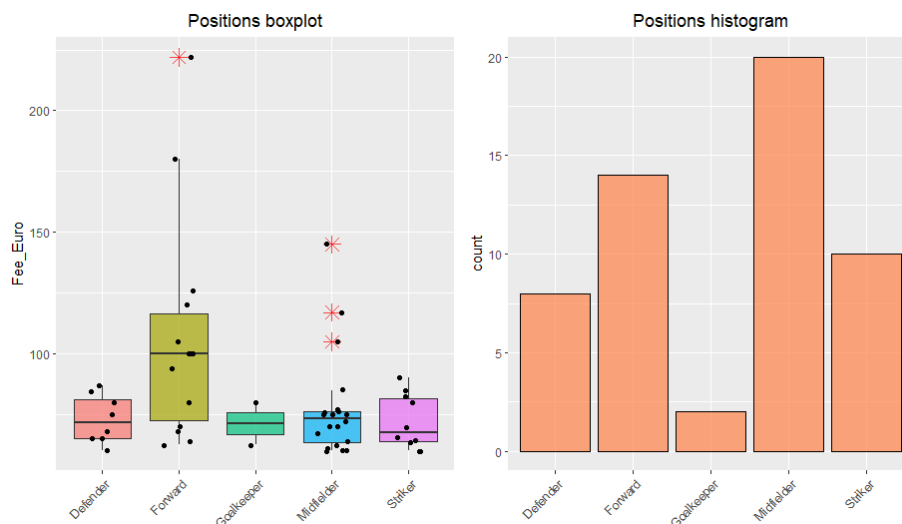 Positions boxplot
Fee_Euro
200
150
100
Defender
Forward
Goalkeeper
Midfielder
Striker
Positions histogram
count
20
15
10
5
0
Defender
Forward
Goalkeeper
Midfielder
Striker